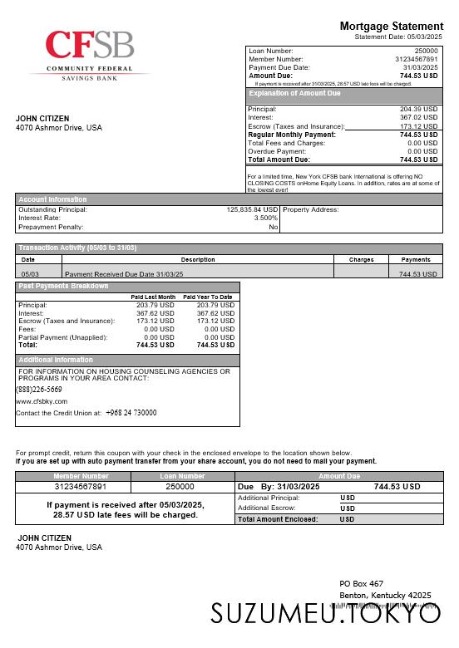 Mortgage Statement
Statement Date: 05/03/2025
CFSB
COMMUNITY FEDERAL
SAVINGS BANK
Loan Number: 250000
Member Number: 31234567891
Payment Due Date: 31/03/2025
Amount Due: 744.53 USD
If payment is received after 31/03/2025, 28.57 USD late fees will be charged.
Explanation of Amount Due
Principal: 204.39 USD
Interest: 367.02 USD
Escrow (Taxes and Insurance): 173.12 USD
Regular Monthly Payment: 744.53 USD
Total Fees and Charges: 0.00 USD
Overdue Payment: 0.00 USD
Total Amount Due: 744.53 USD
JOHN CITIZEN
4070 Ashmor Drive, USA
For a limited time, New York CFSB bank International is offering NO
CLOSING COSTS onHome Equity Loans. In addition, rates are at some of
the lowest ever!
Account Information
Outstanding Principal: 125,835.84 USD Property Address:
Interest Rate: 3.500%
Prepayment Penalty: No
Transaction Activity (05/03 to 31/03)
Date Description Charges Payments
05/03 Payment Received Due Date 31/03/25 744.53 USD
Past Payments Breakdown
Paid Last Month Paid Year To Date
Principal: 203.79 USD 203.79 USD
Interest: 367.62 USD 367.62 USD
Escrow (Taxes and Insurance): 173.12 USD 173.12 USD
Fees: 0.00 USD 0.00 USD
Partial Payment (Unapplied): 0.00 USD 0.00 USD
Total: 744.53 USD 744.53 USD
Additional Information
FOR INFORMATION ON HOUSING COUNSELING AGENCIES OR
PROGRAMS IN YOUR AREA CONTACT:
(888)226-5669
www.cfsbky.com
Contact the Credit Union at: +968 24 730000
For prompt credit, return this coupon with your check in the enclosed envelope to the location shown below.
If you are set up with auto payment transfer from your share account, you do not need to mail your payment.
Member Number Loan Number Amount Due
31234567891 250000 Due By: 31/03/2025 744.53 USD
If payment is received after 05/03/2025,
28.57 USD late fees will be charged.
Additional Principal: USD
Additional Escrow: USD
Total Amount Enclosed: USD
JOHN CITIZEN
4070 Ashmor Drive, USA
PO Box 467
Benton, Kentucky 42025
SUZUMEU.TOKYO